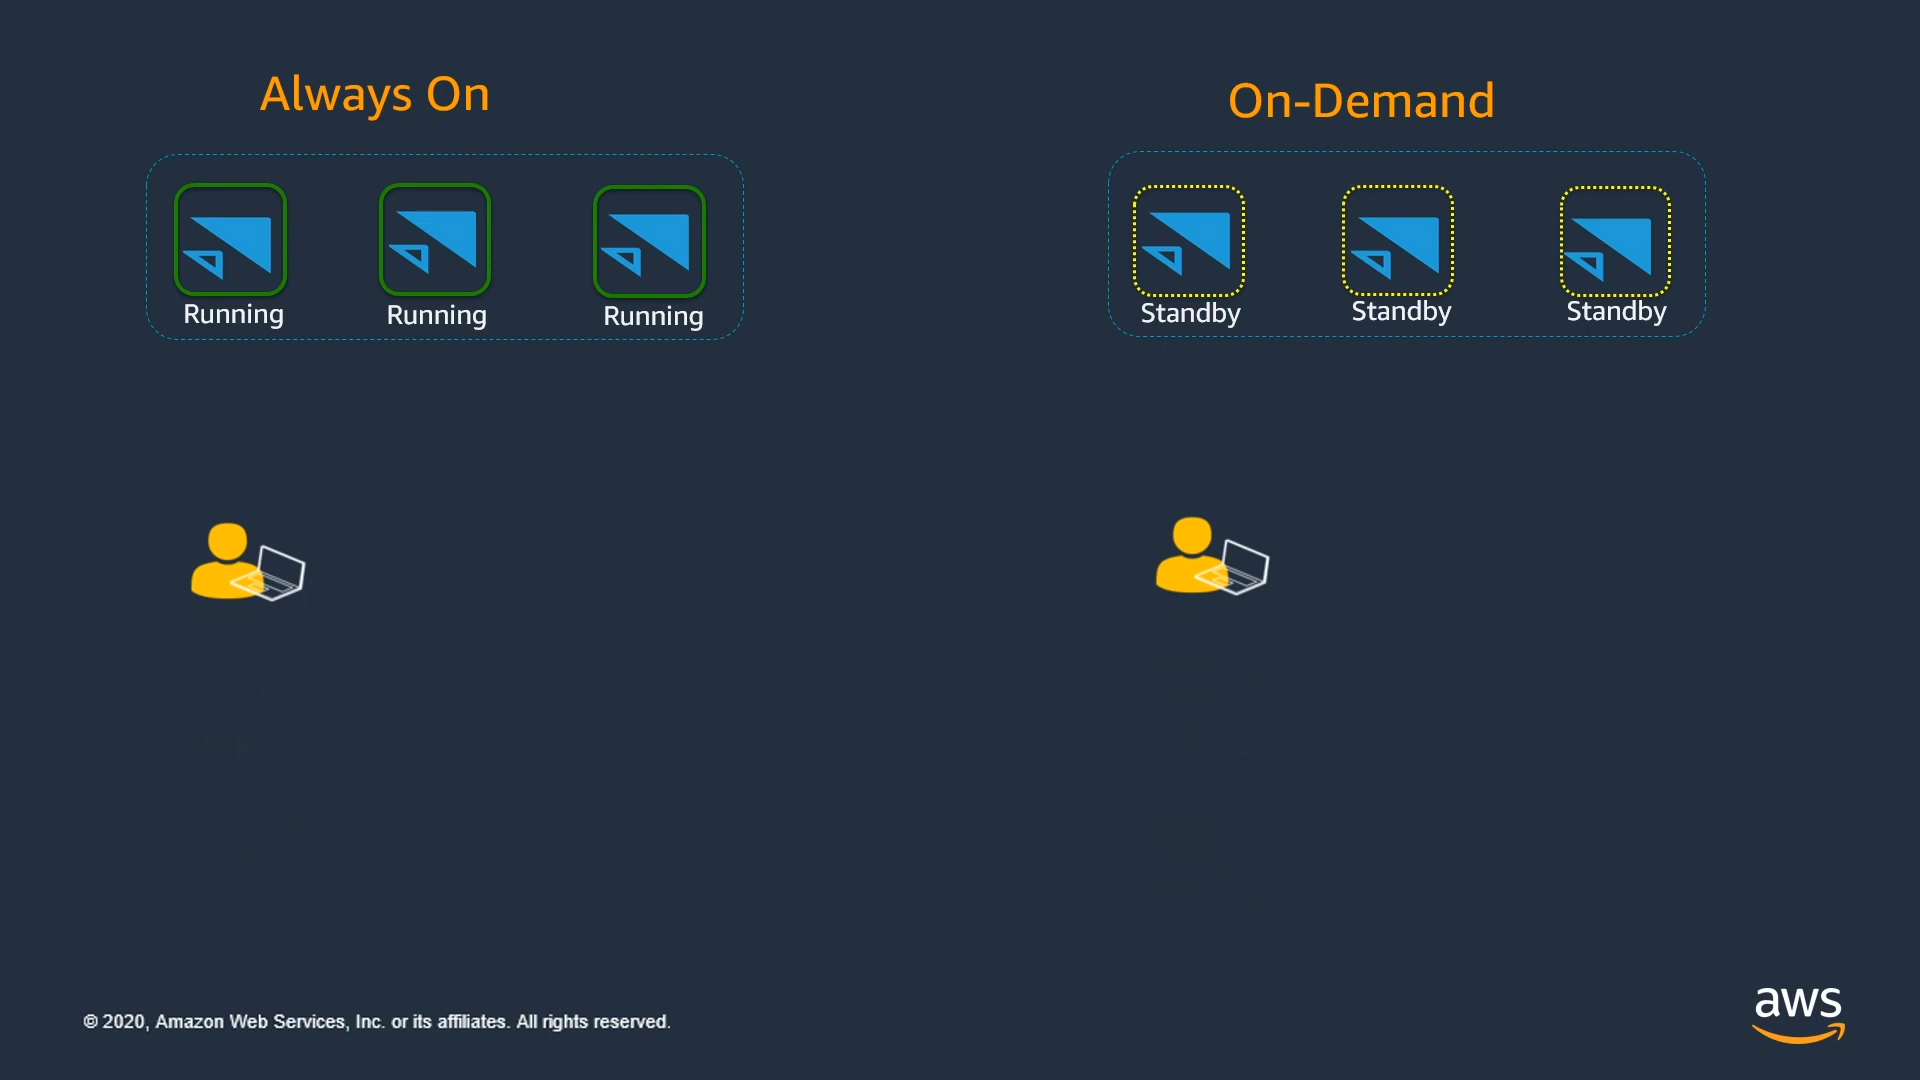 Always On
On-Demand
Running
Running
Running
Standby
Standby
Standby
© 2020, Amazon Web Services, Inc. or its affiliates. All rights reserved.
aws